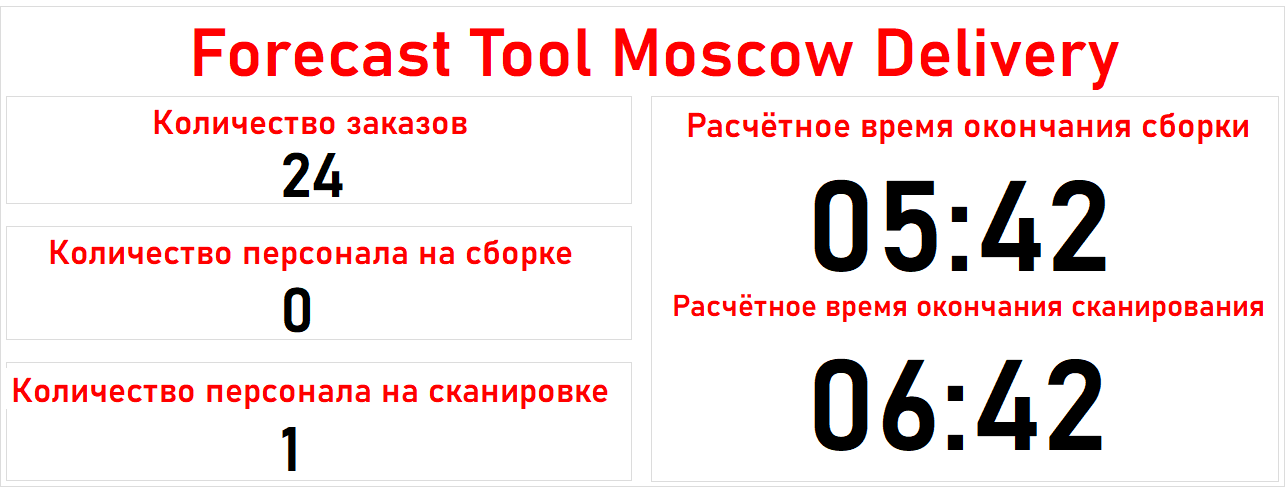 Forecast Tool Moscow Delivery
Количество заказов
24
Количество персонала на сборке
0
Количество персонала на сканировке
1
Расчётное время окончания сборки
05:42
Расчётное время окончания сканирования
06:42